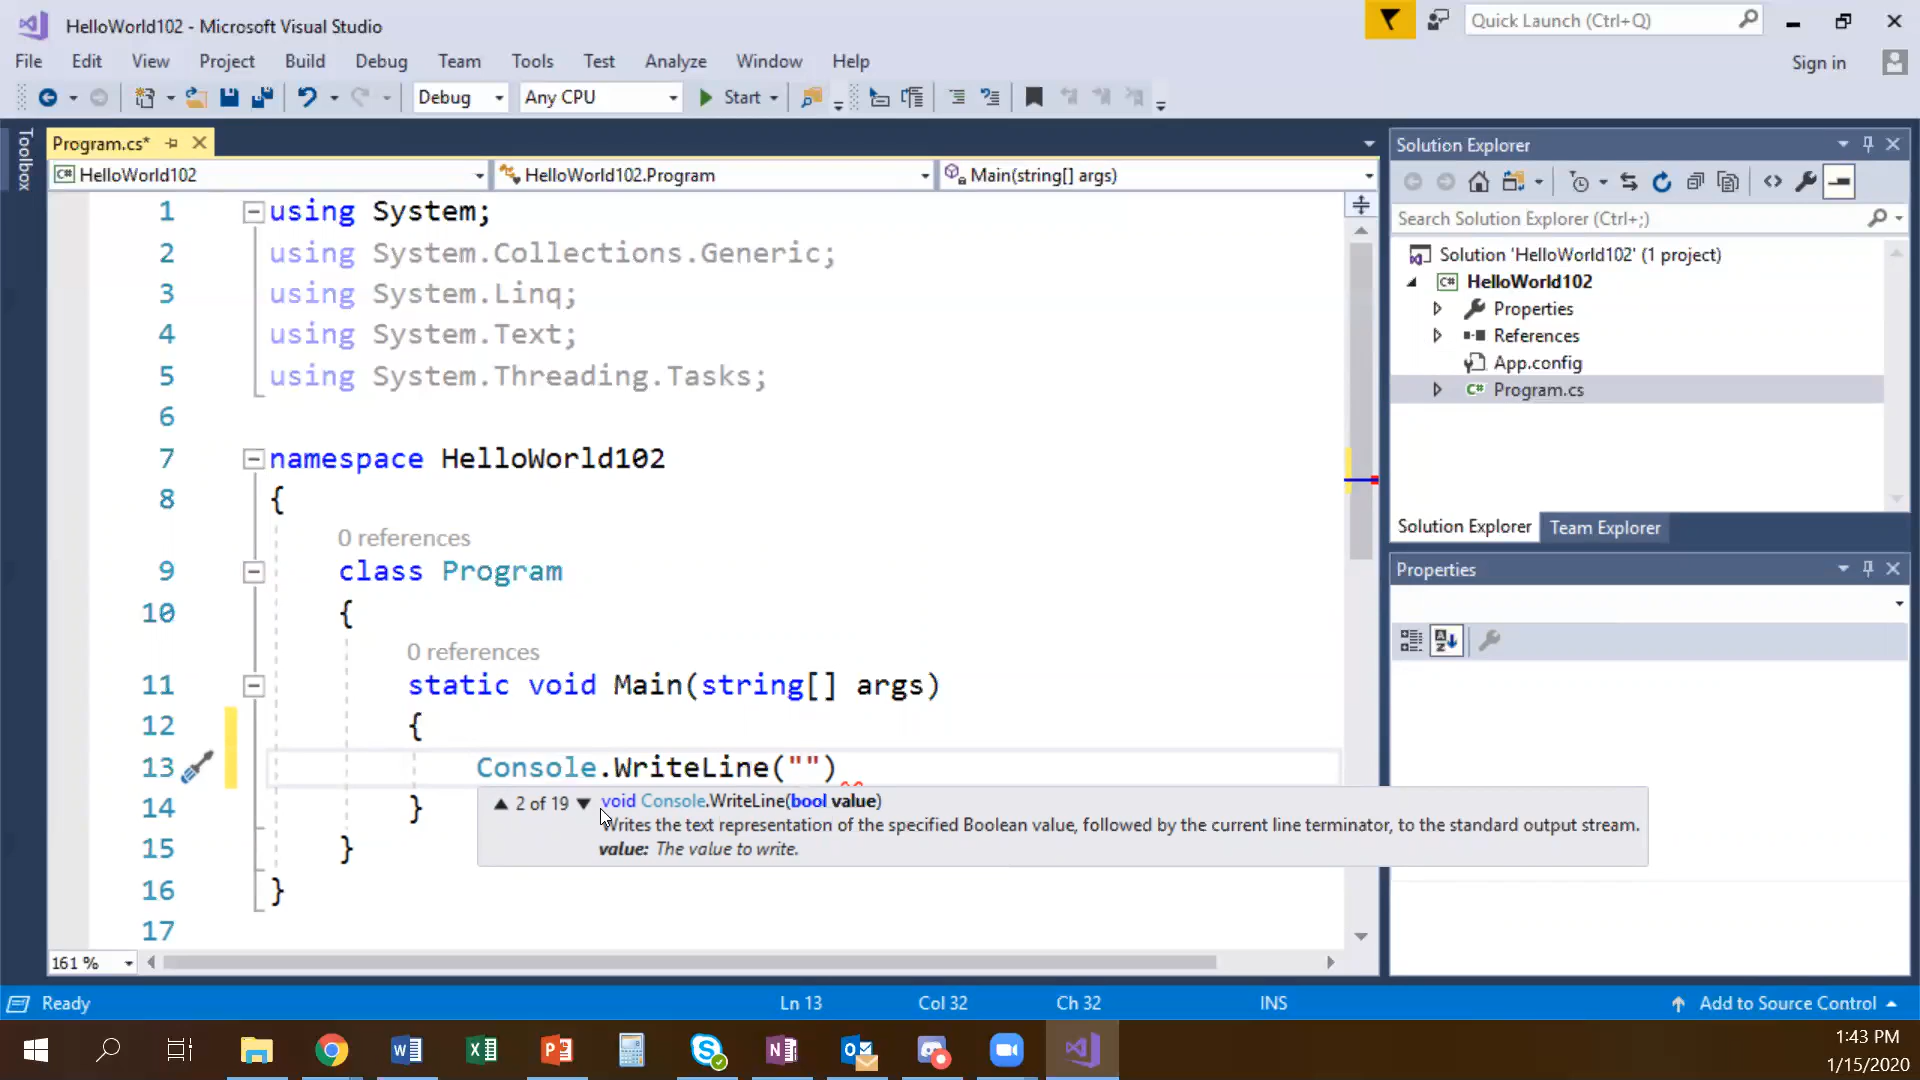 HelloWorld102 - Microsoft Visual Studio
Quick Launch (Ctrl+Q)
File Edit View Project Build Debug Team Tools Test Analyze Window Help
Sign in
Debug Any CPU Start
Toolbox
Program.cs*
HelloWorld102 HelloWorld102.Program Main(string[] args)
1 using System;
2 using System.Collections.Generic;
3 using System.Linq;
4 using System.Text;
5 using System.Threading.Tasks;
6
7 namespace HelloWorld102
8 {
0 references
9 class Program
10 {
0 references
11 static void Main(string[] args)
12 {
13 Console.WriteLine("")
14 }
15 }
16 }
17
2 of 19 void Console.WriteLine(bool value)
Writes the text representation of the specified Boolean value, followed by the current line terminator, to the standard output stream.
value: The value to write.
161 %
Solution Explorer
Search Solution Explorer (Ctrl+;)
Solution 'HelloWorld102' (1 project)
C# HelloWorld102
Properties
References
App.config
C# Program.cs
Solution Explorer Team Explorer
Properties
Ready Ln 13 Col 32 Ch 32 INS Add to Source Control
1:43 PM
1/15/2020